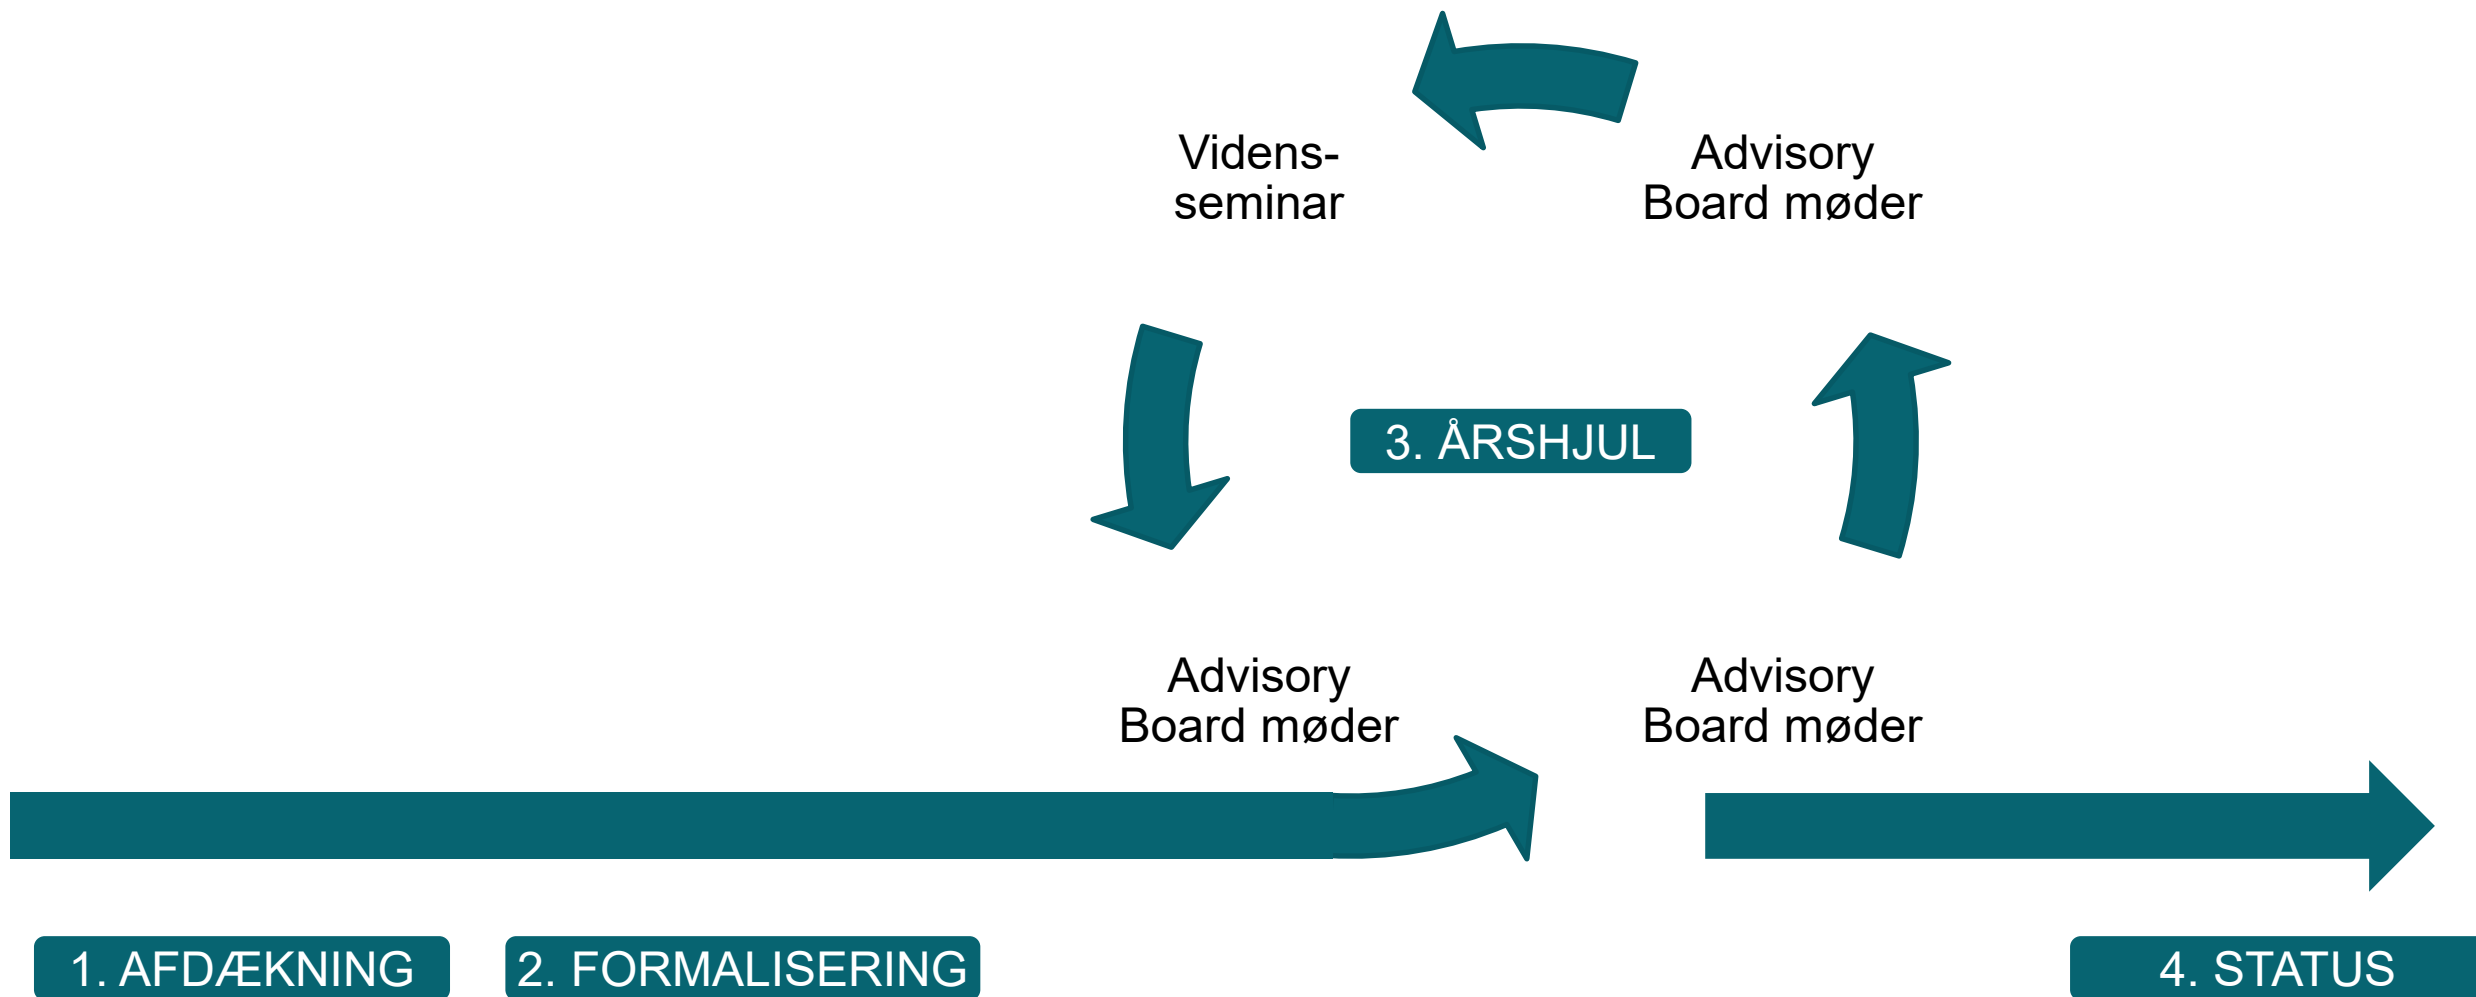 Videns-
seminar
Advisory
Board møder
3. ÅRSHJUL
Advisory
Board møder
Advisory
Board møder
1. AFDÆKNING
2. FORMALISERING
4. STATUS